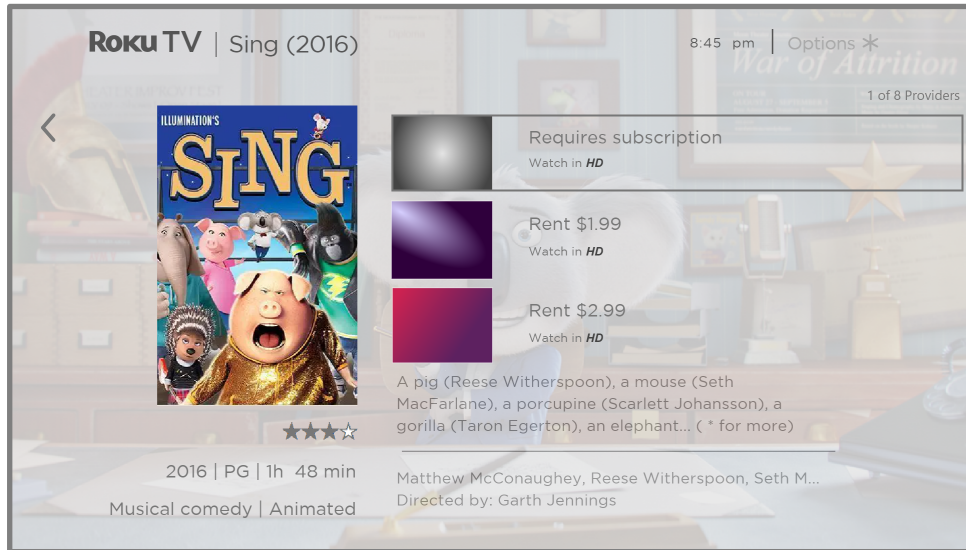 Roku TV | Sing (2016)
8:45 pm | Options *
War of Attrition
1 of 8 Providers
ILLUMINATION'S
SING
Requires subscription
Watch in HD
Rent $1.99
Watch in HD
Rent $2.99
Watch in HD
A pig (Reese Witherspoon), a mouse (Seth
MacFarlane), a porcupine (Scarlett Johansson), a
gorilla (Taron Egerton), an elephant... ( * for more)
2016 | PG | 1h 48 min
Musical comedy | Animated
Matthew McConaughey, Reese Witherspoon, Seth M...
Directed by: Garth Jennings